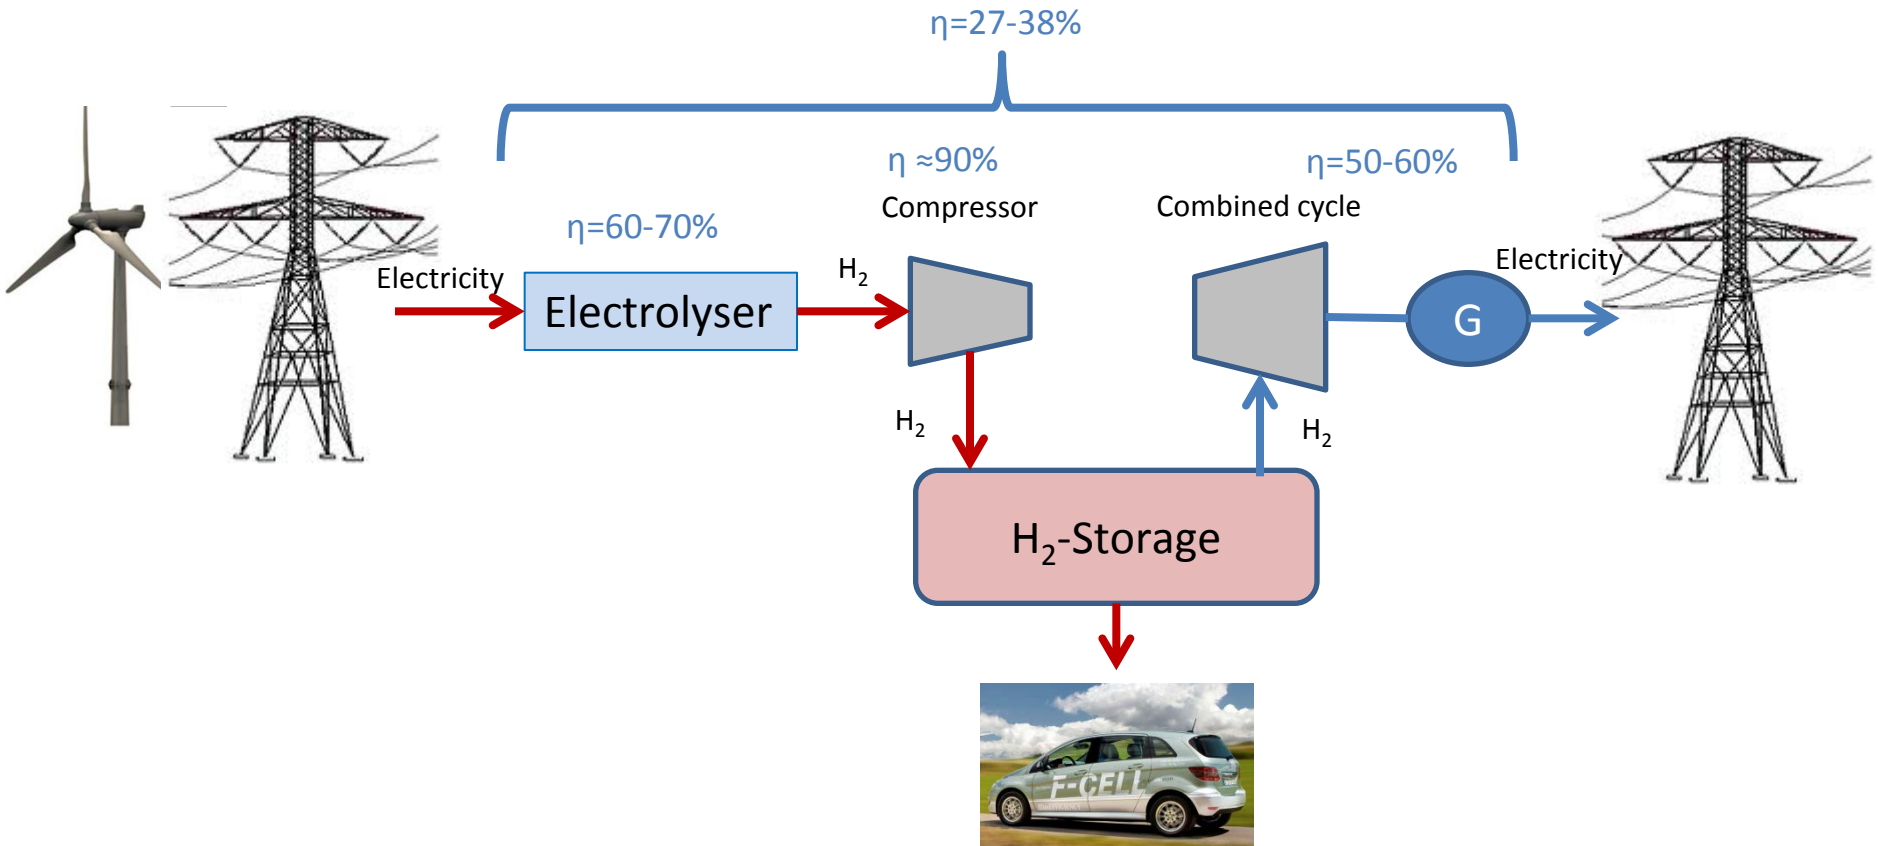 η=27-38%
η ≈90%
Compressor
η=50-60%
Combined cycle
η=60-70%
Electricity
Electrolyser
H₂
H₂
H₂
G
Electricity
H₂-Storage
F-CELL